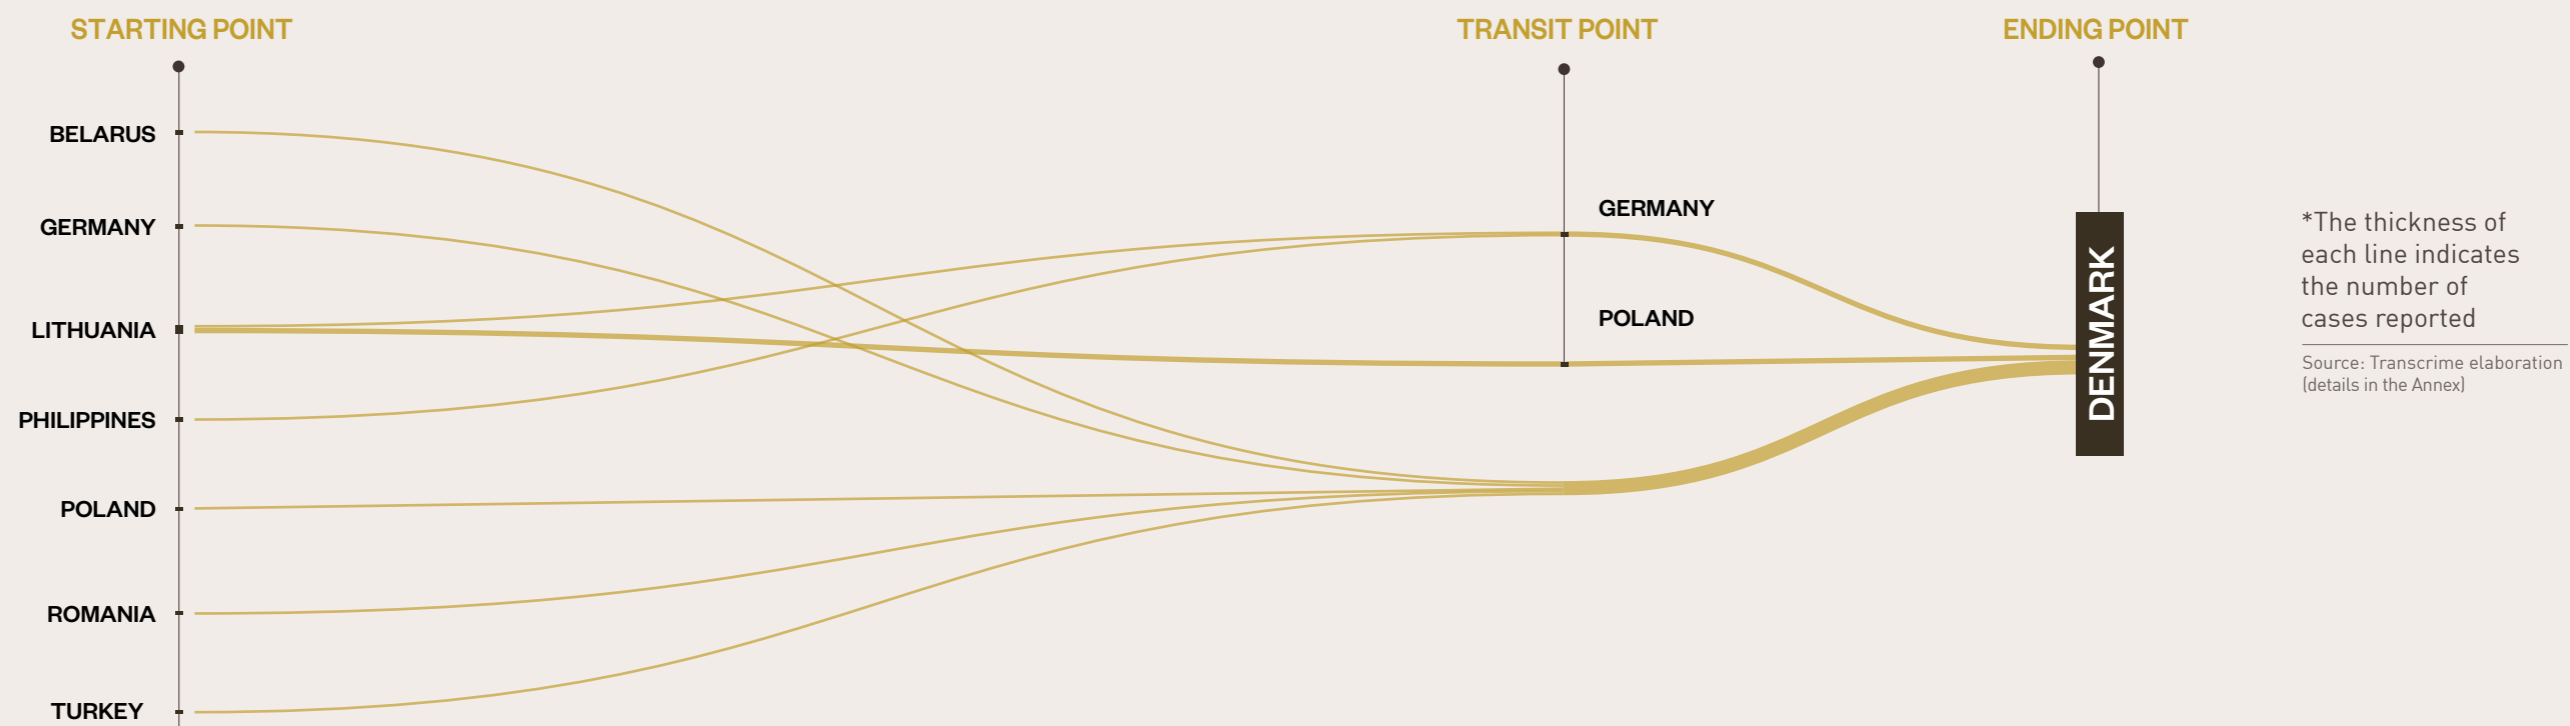 STARTING POINT
TRANSIT POINT
ENDING POINT
BELARUS
GERMANY
LITHUANIA
PHILIPPINES
POLAND
ROMANIA
TURKEY
GERMANY
POLAND
DENMARK
*The thickness of
each line indicates
the number of
cases reported
Source: Transcrime elaboration
(details in the Annex)